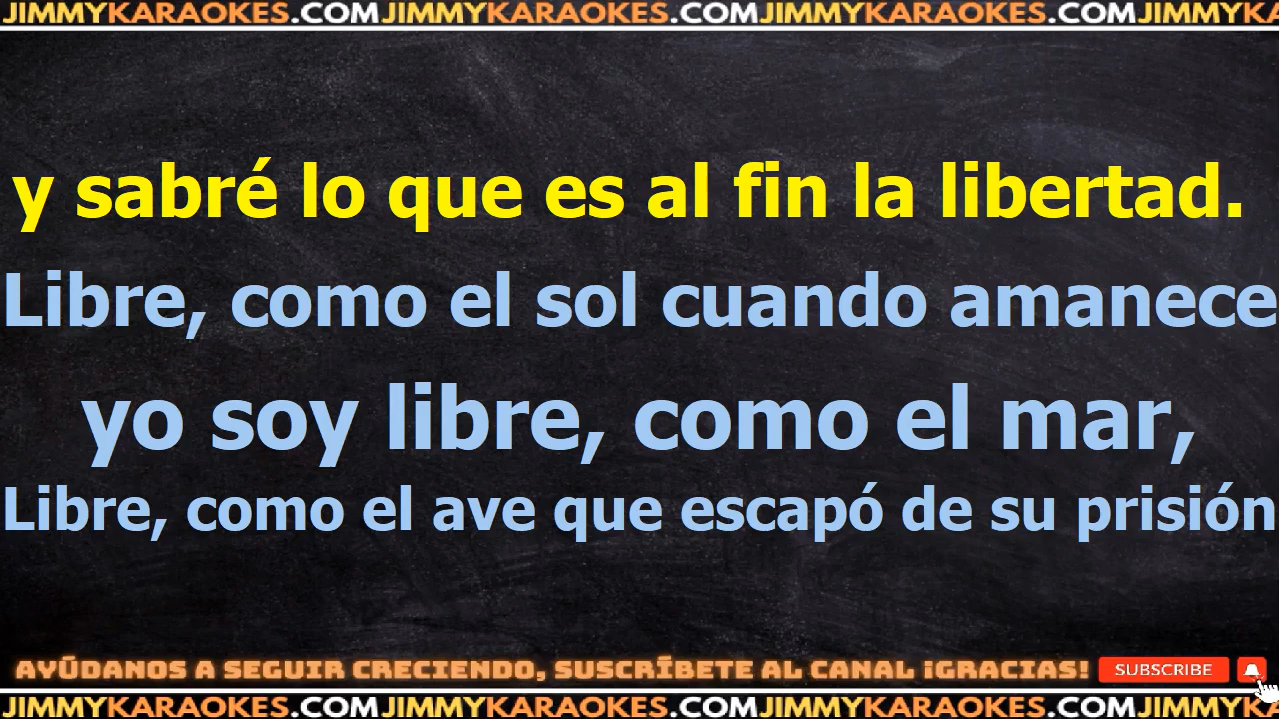 JIMMYKARAOKES.COMJIMMYKARAOKES.COMJIMMYKARAOKES.COMJIMMYKA
y sabré lo que es al fin la libertad.
Libre, como el sol cuando amanece
yo soy libre, como el mar,
Libre, como el ave que escapó de su prisión
AYÚDANOS A SEGUIR CRECIENDO, SUSCRÍBETE AL CANAL ¡GRACIAS! SUBSCRIBE
JIMMYKARAOKES.COMJIMMYKARAOKES.COMJIMMYKARAOKES.COMJIMMYKA